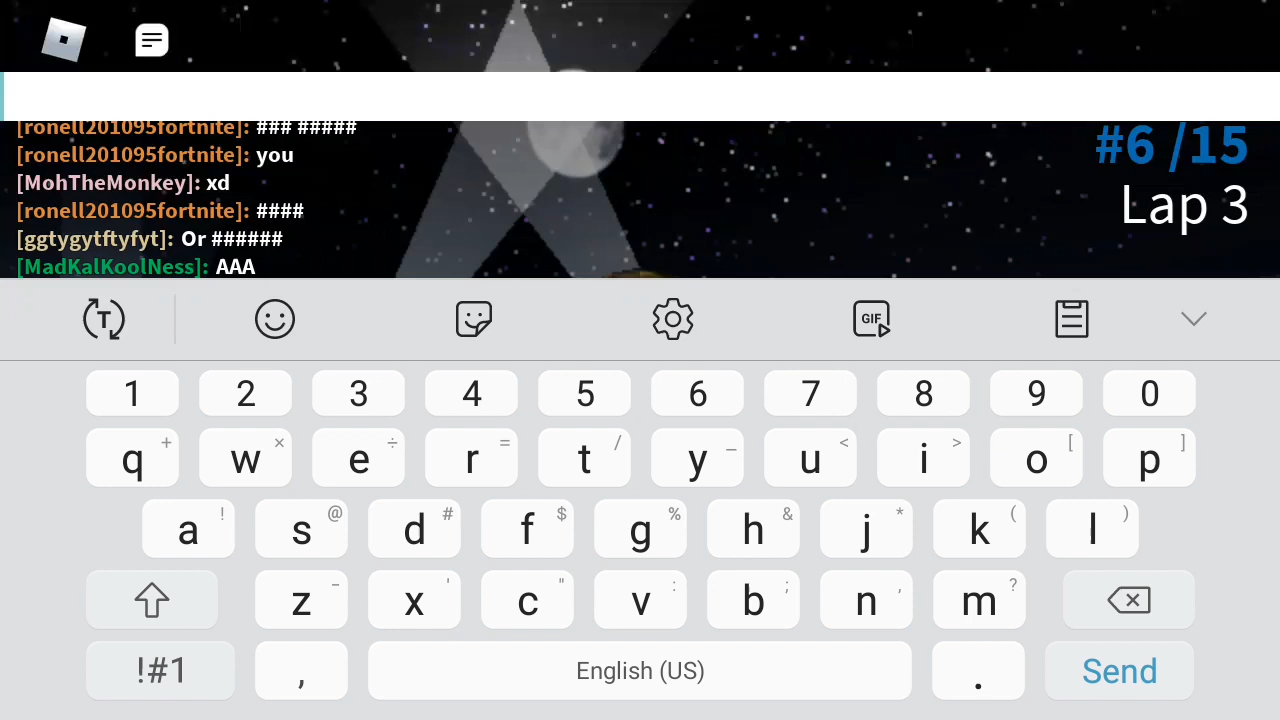 [ronell201095fortnite]: ### #####
[ronell201095fortnite]: you
[MohTheMonkey]: xd
[ronell201095fortnite]: ####
[ggtygytftyfyt]: Or ######
[MadKalKoolNess]: AAA
#6 /15
Lap 3
T
GIF
1 2 3 4 5 6 7 8 9 0
q + w × e ÷ r = t / y _ u < i > o [ p ]
a ! s @ d # f $ g % h & j * k ( l )
z - x ' c " v : b ; n , m ?
!#1 , English (US) . Send